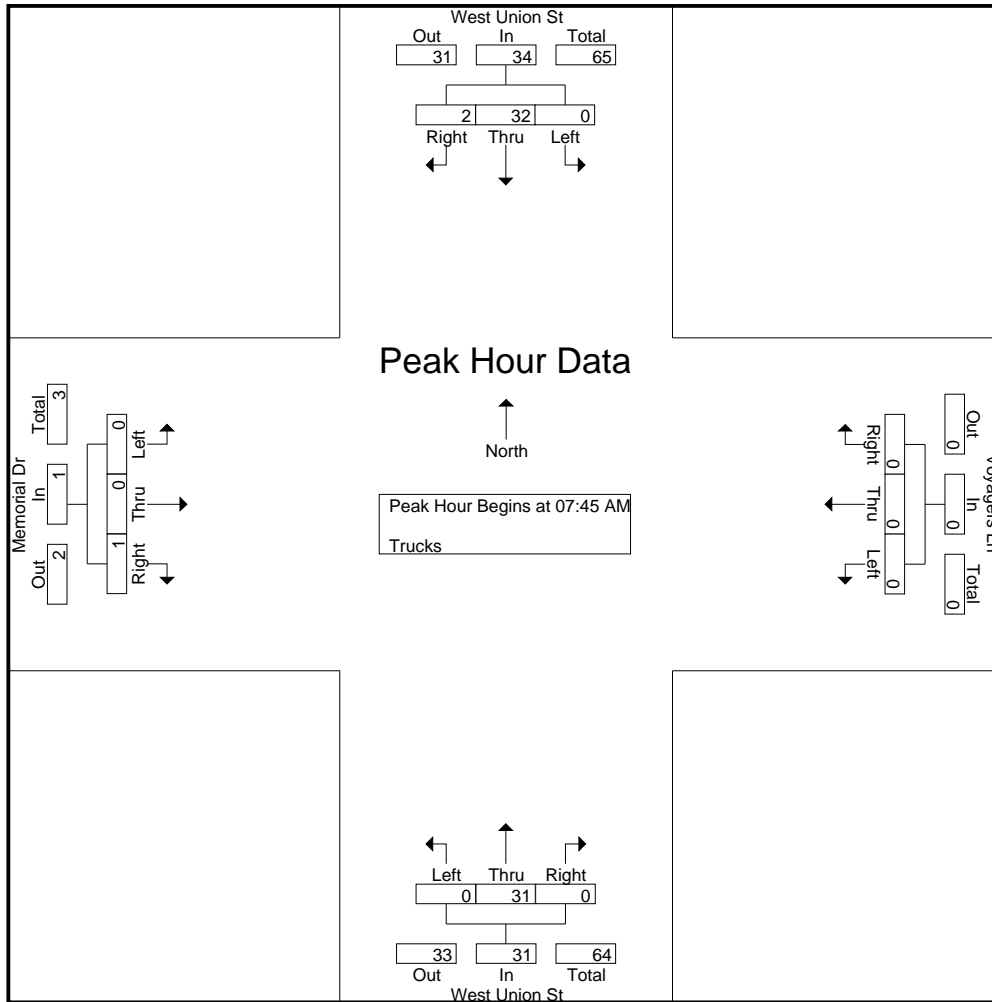 West Union St
Out In Total
31 34 65
2 32 0
Right Thru Left
Peak Hour Data
North
Peak Hour Begins at 07:45 AM
Trucks
Memorial Dr
Out In Total
2 1 3
Right Thru Left
1 0 0
Out In Total
0 0 0
Right Thru Left
0 0 0
Left Thru Right
0 31 0
33 31 64
Out In Total
West Union St